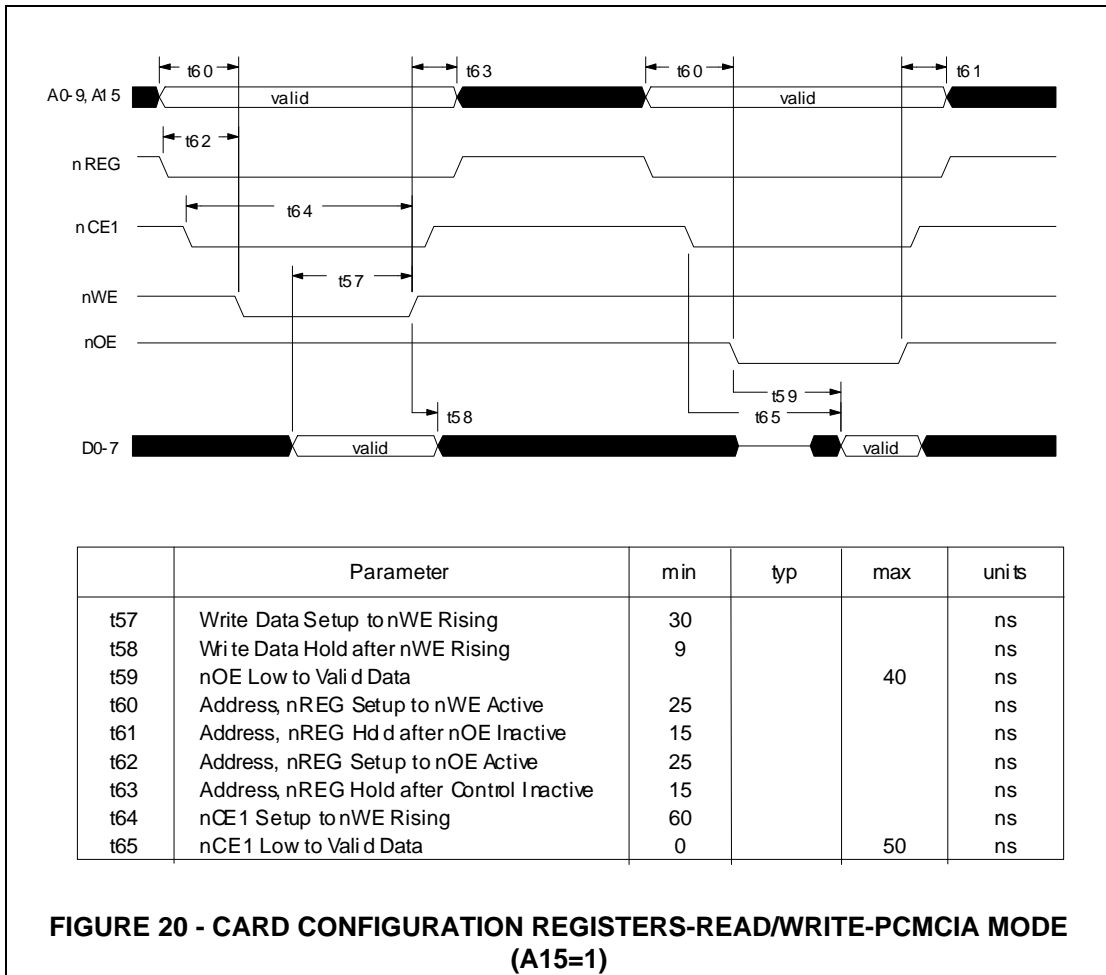 t60 t63 t60 t61
A0-9, A15 valid valid
t62
nREG
t64
nCE1
t57
nWE
nOE
t59
t58 t65
D0-7 valid valid
Parameter min typ max units
t57 Write Data Setup to nWE Rising 30 ns
t58 Write Data Hold after nWE Rising 9 ns
t59 nOE Low to Valid Data 40 ns
t60 Address, nREG Setup to nWE Active 25 ns
t61 Address, nREG Hold after nOE Inactive 15 ns
t62 Address, nREG Setup to nOE Active 25 ns
t63 Address, nREG Hold after Control Inactive 15 ns
t64 nCE1 Setup to nWE Rising 60 ns
t65 nCE1 Low to Valid Data 0 50 ns
FIGURE 20 - CARD CONFIGURATION REGISTERS-READ/WRITE-PCMCIA MODE
(A15=1)